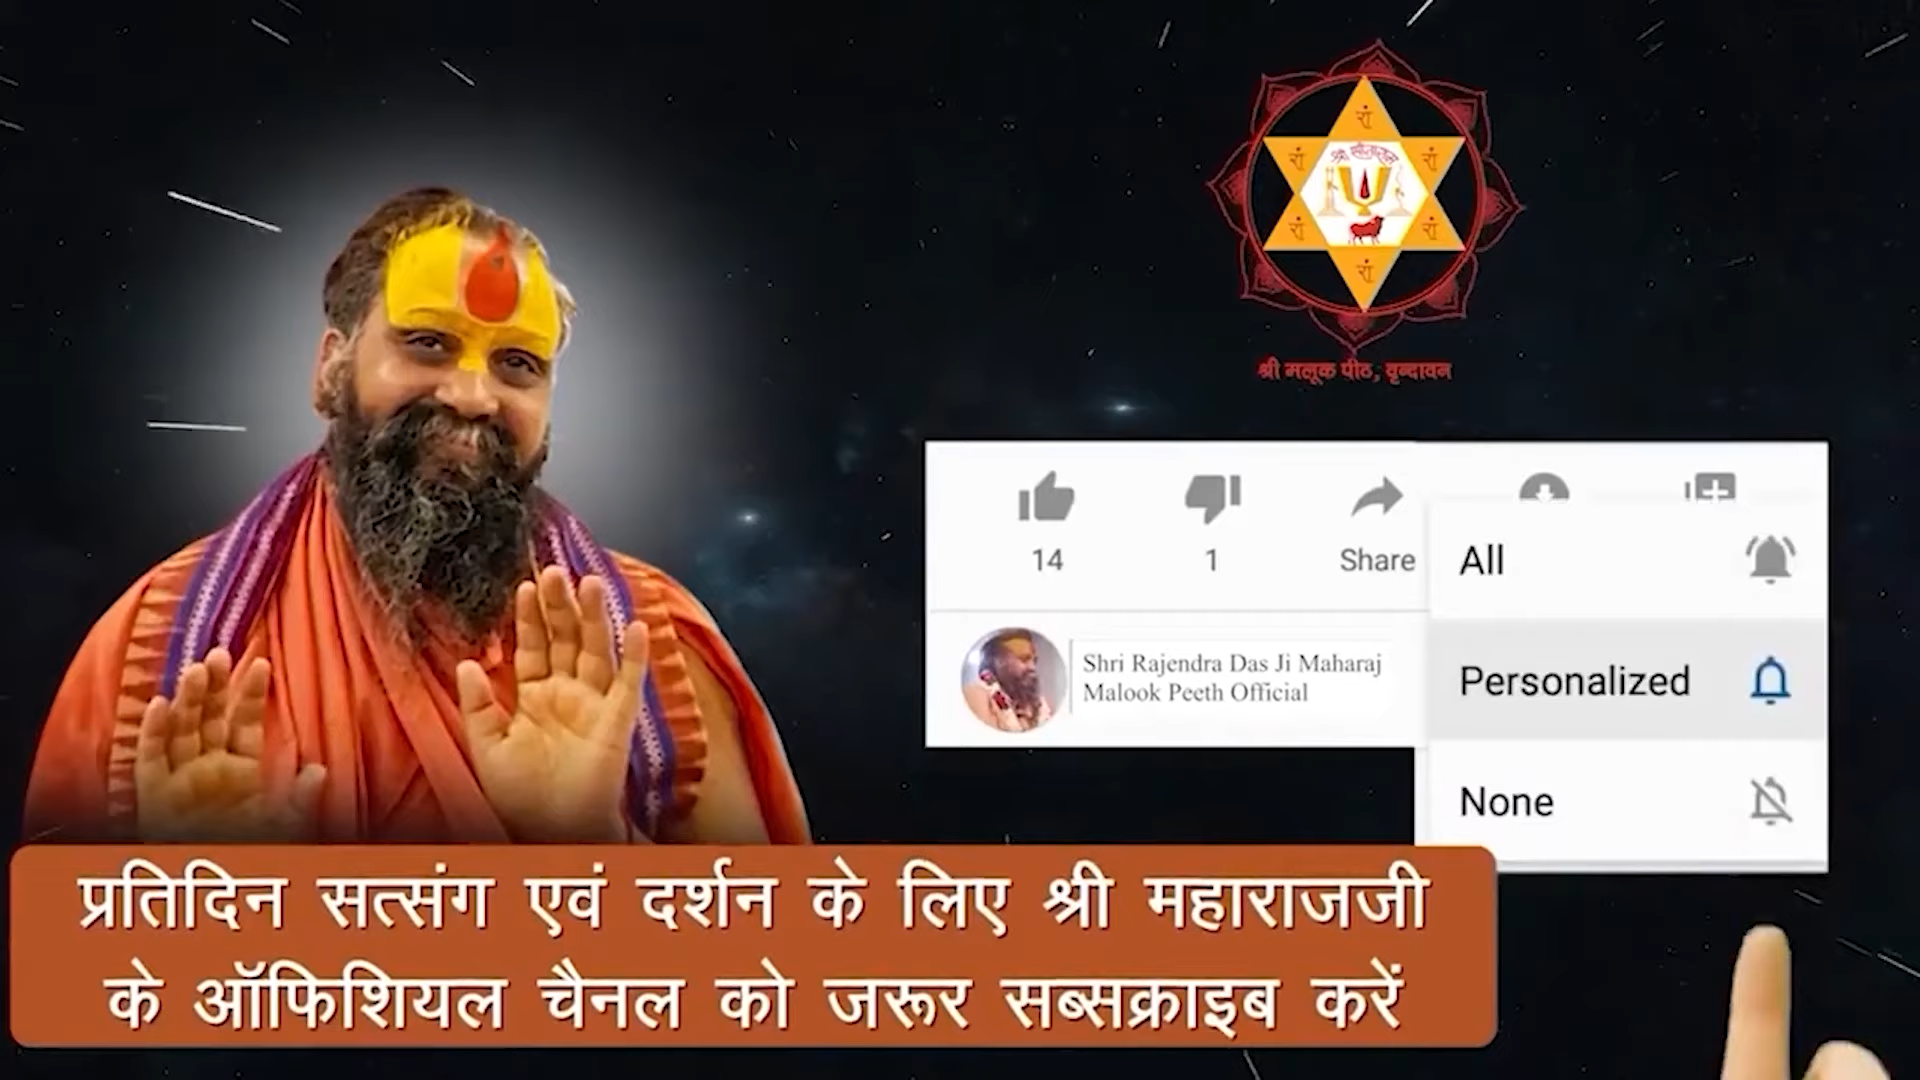 रां
रां
रां
श्री सीताराम
रां
रां
रां
श्री मलूक पीठ, वृन्दावन
14
1
Share
All
Shri Rajendra Das Ji Maharaj
Malook Peeth Official
Personalized
None
प्रतिदिन सत्संग एवं दर्शन के लिए श्री महाराजजी
के ऑफिशियल चैनल को जरूर सब्सक्राइब करें